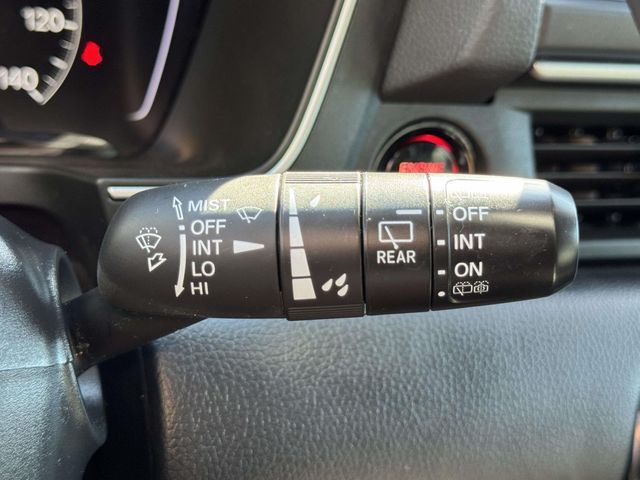 120
140
ENGINE
MIST
OFF
INT
LO
HI
REAR
OFF
INT
ON